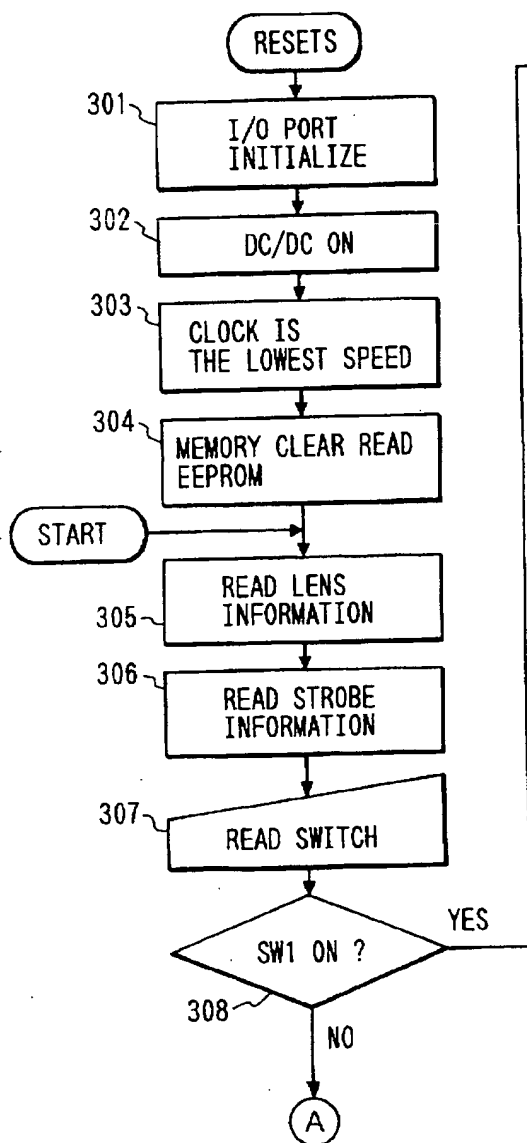 RESETS
301
I/O PORT
INITIALIZE
302
DC/DC ON
303
CLOCK IS
THE LOWEST SPEED
304
MEMORY CLEAR READ
EEPROM
START
READ LENS
INFORMATION
305
306
READ STROBE
INFORMATION
307
READ SWITCH
YES
SW1 ON ?
308
NO
A